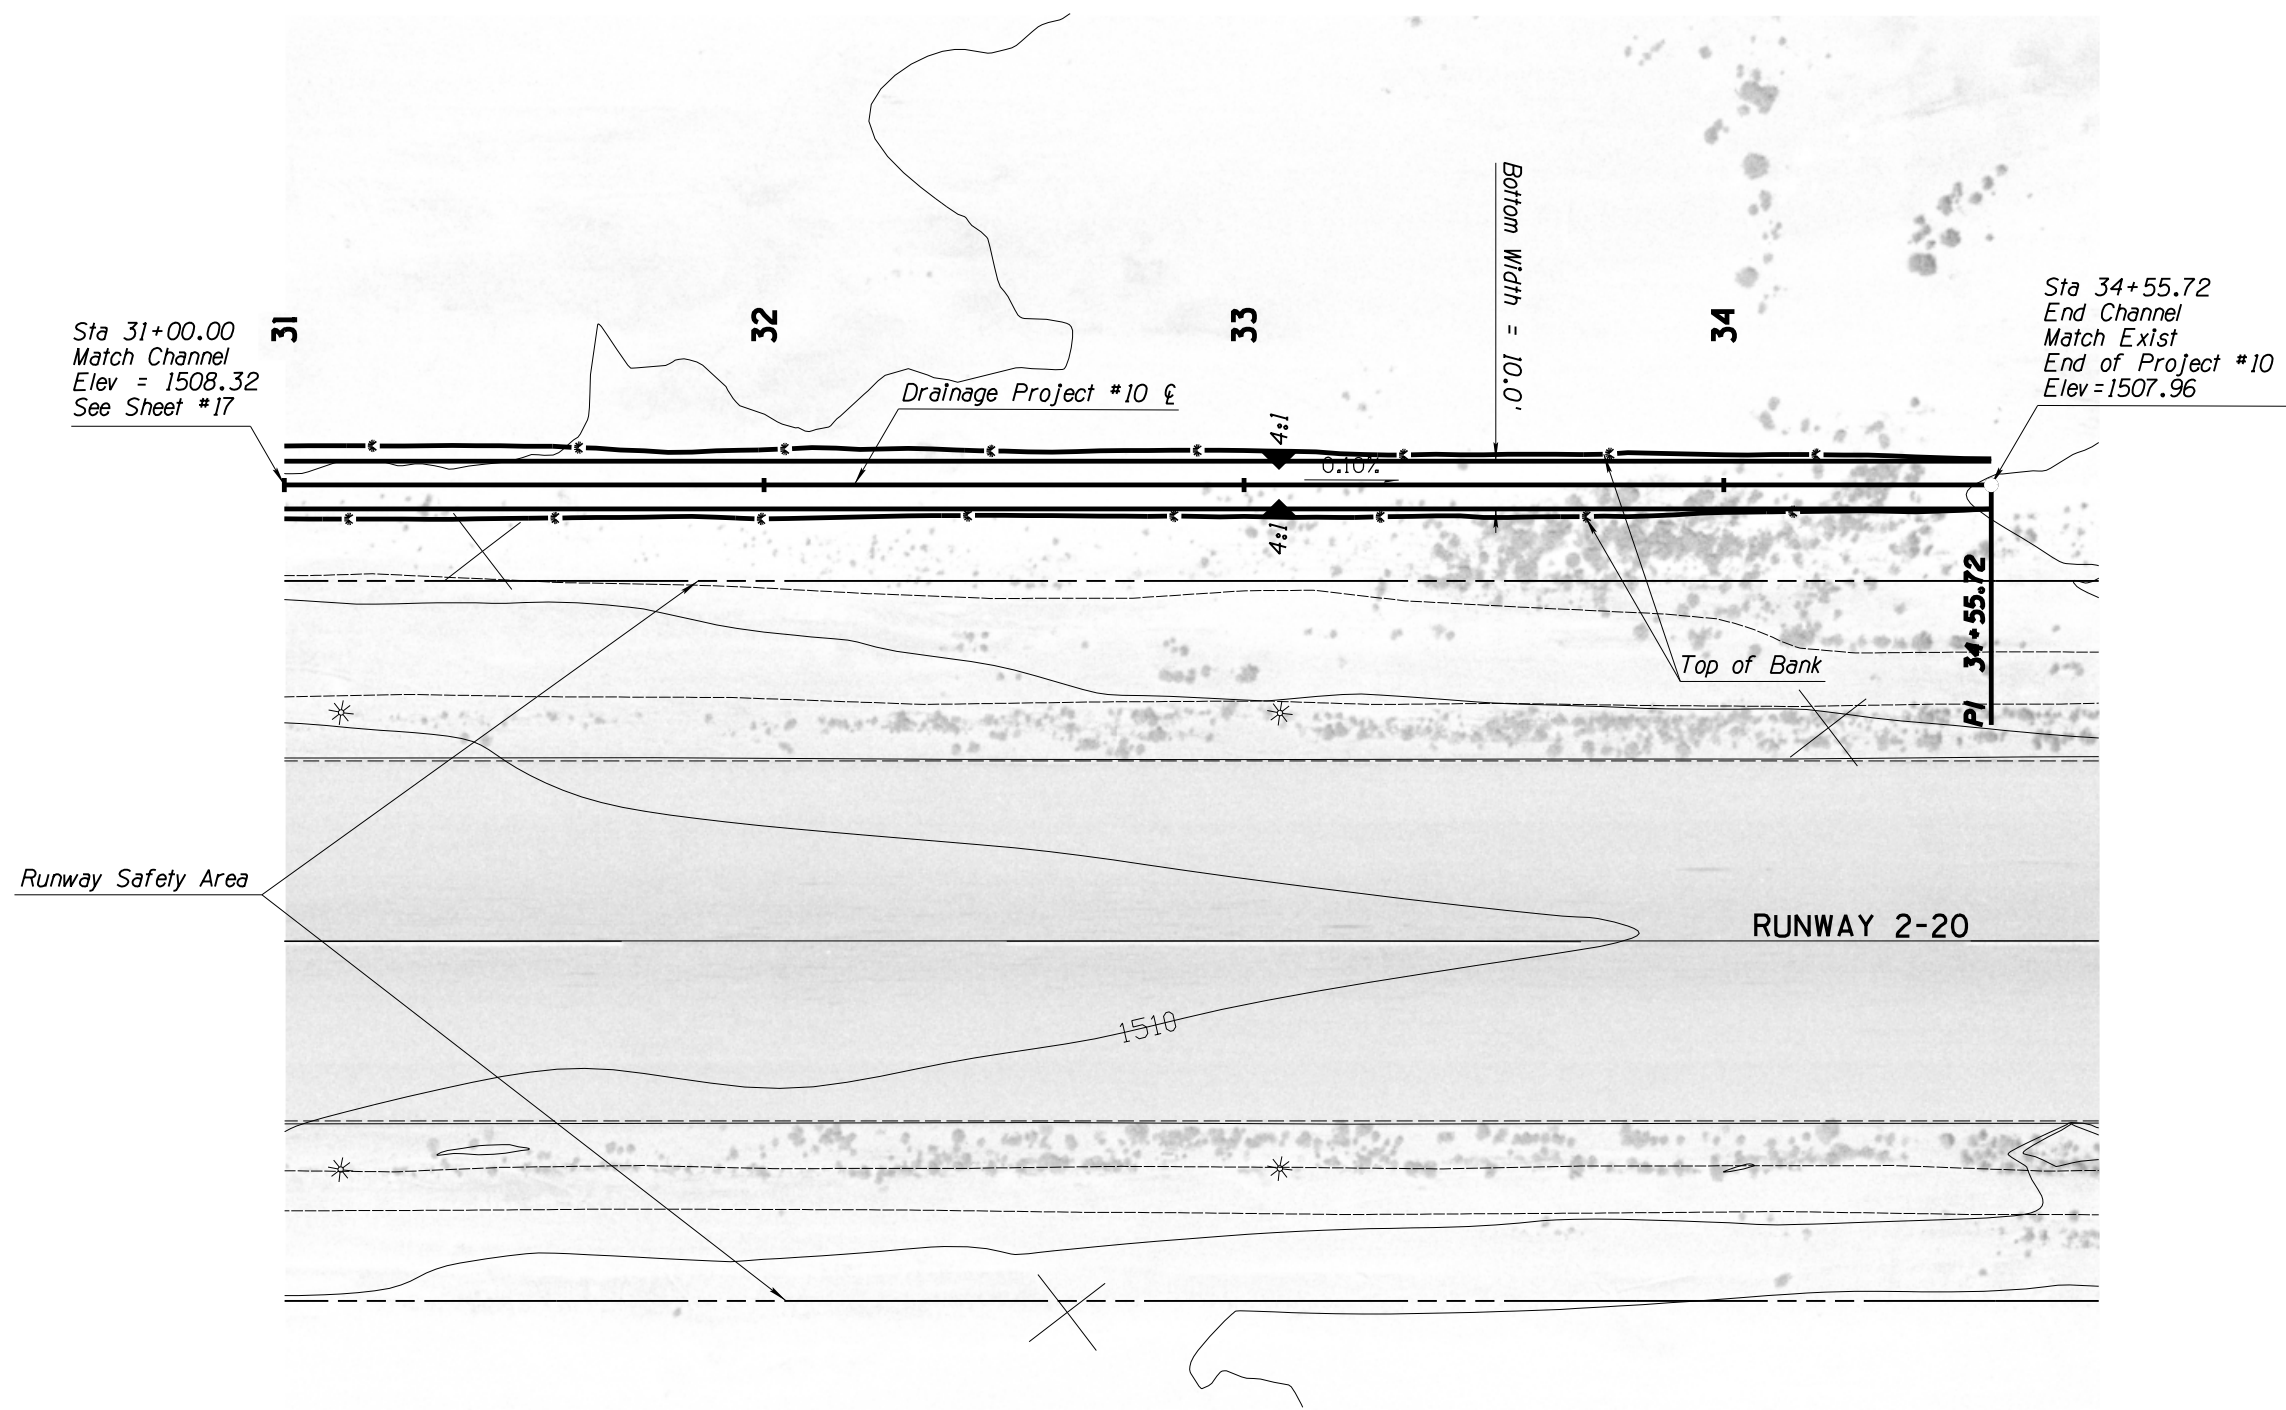 Sta 31+00.00
Match Channel
Elev = 1508.32
See Sheet #17
31
32
33
34
Bottom Width = 10.0'
Sta 34+55.72
End Channel
Match Exist
End of Project #10
Elev=1507.96
Drainage Project #10 ℄
4:1
0.10%
4:1
PI 34+55.72
Top of Bank
Runway Safety Area
RUNWAY 2-20
1510